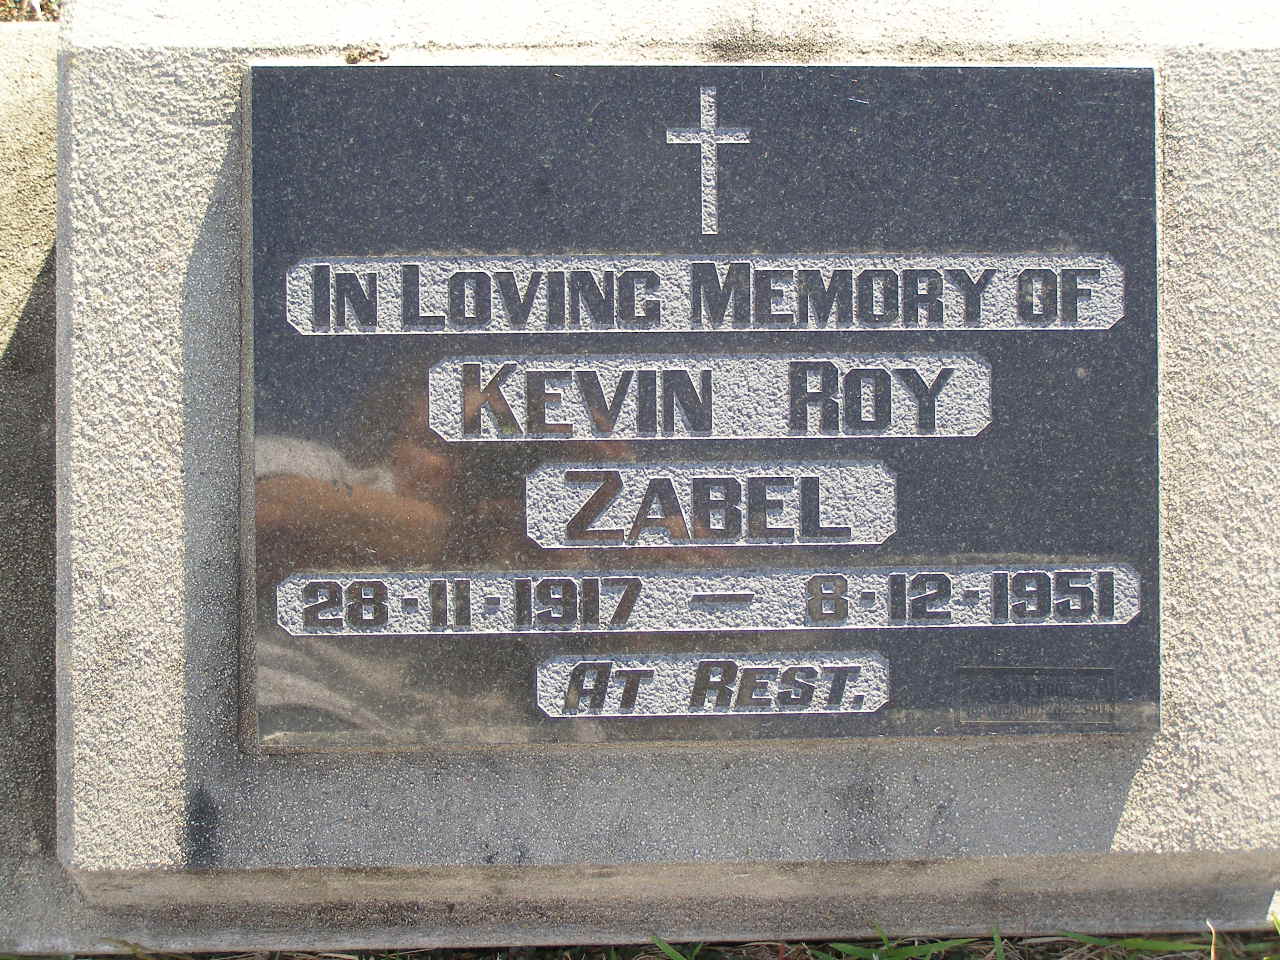 IN LOVING MEMORY OF
KEVIN ROY
ZABEL
28-11-1917 — 8-12-1951
AT REST.